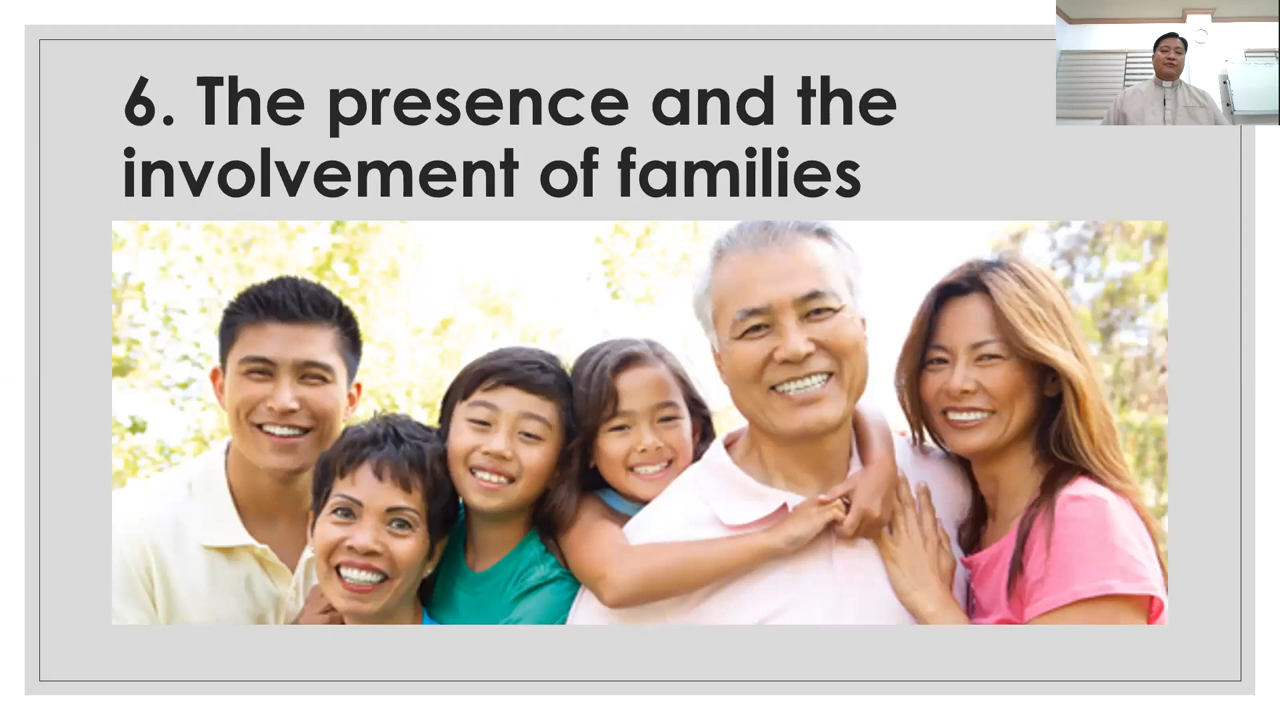 6. The presence and the
involvement of families